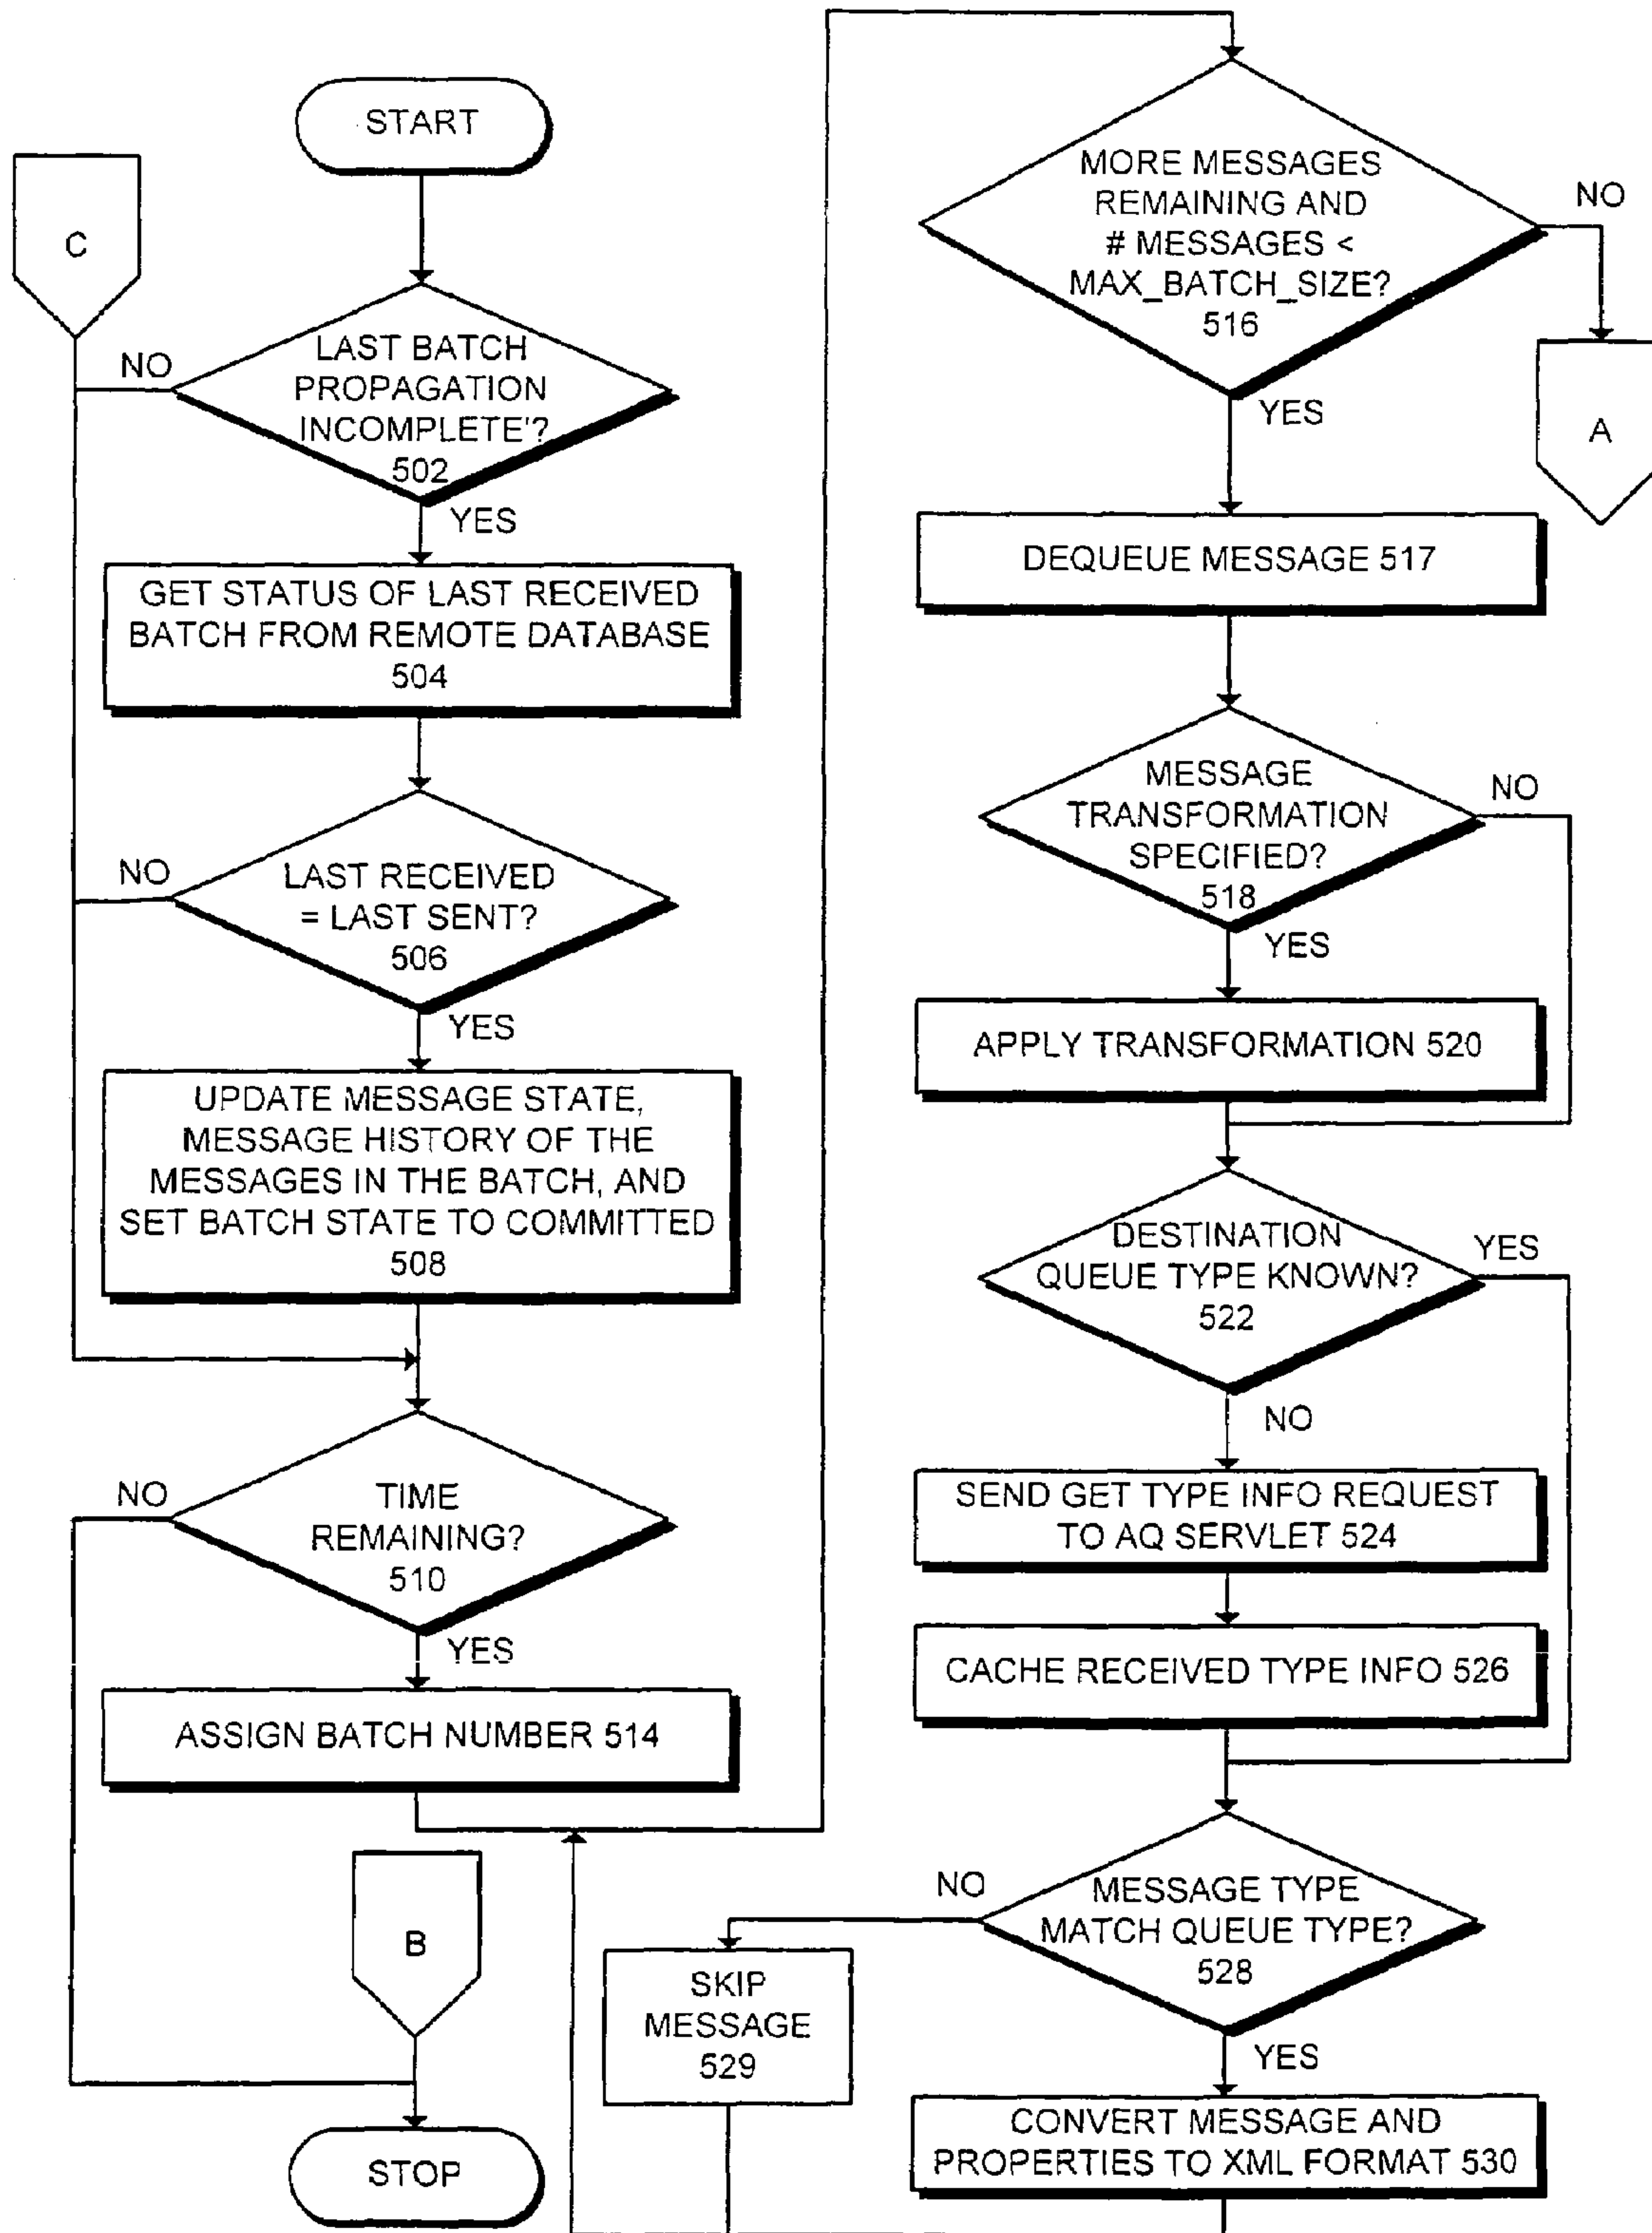 START
C
NO
LAST BATCH
PROPAGATION
INCOMPLETE'?
502
YES
GET STATUS OF LAST RECEIVED
BATCH FROM REMOTE DATABASE
504
NO
LAST RECEIVED
= LAST SENT?
506
YES
UPDATE MESSAGE STATE,
MESSAGE HISTORY OF THE
MESSAGES IN THE BATCH, AND
SET BATCH STATE TO COMMITTED
508
NO
TIME
REMAINING?
510
YES
ASSIGN BATCH NUMBER 514
B
STOP
MORE MESSAGES
REMAINING AND
# MESSAGES <
MAX_BATCH_SIZE?
516
NO
A
YES
DEQUEUE MESSAGE 517
MESSAGE
TRANSFORMATION
SPECIFIED?
518
NO
YES
APPLY TRANSFORMATION 520
DESTINATION
QUEUE TYPE KNOWN?
522
YES
NO
SEND GET TYPE INFO REQUEST
TO AQ SERVLET 524
CACHE RECEIVED TYPE INFO 526
NO
MESSAGE TYPE
MATCH QUEUE TYPE?
528
SKIP
MESSAGE
529
YES
CONVERT MESSAGE AND
PROPERTIES TO XML FORMAT 530